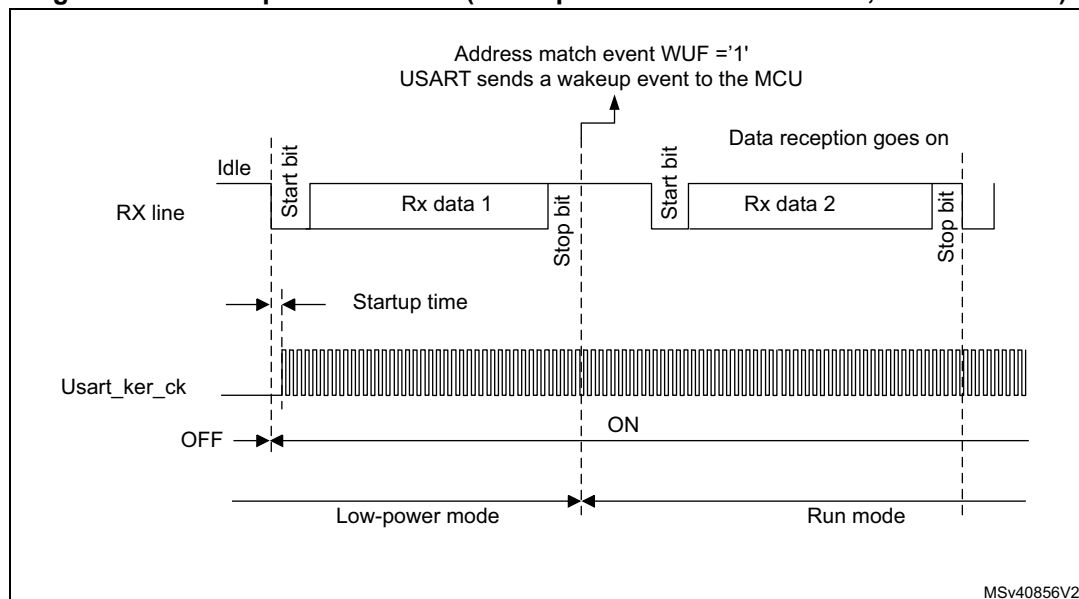 Address match event WUF ='1'
USART sends a wakeup event to the MCU
Data reception goes on
Idle
Start bit
Start bit
RX line
Rx data 1
Rx data 2
Stop bit
Stop bit
Startup time
Usart_ker_ck
OFF
ON
Low-power mode
Run mode
MSv40856V2